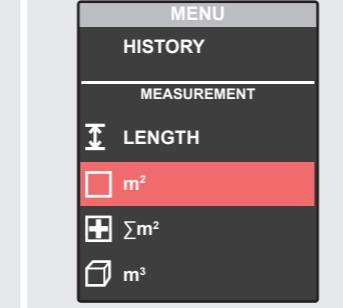 MENU
HISTORY
MEASUREMENT
LENGTH
m²
∑m²
m³